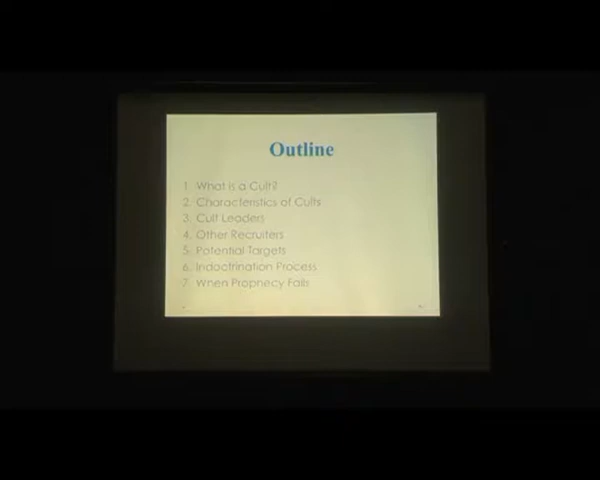 Outline
1. What is a Cult?
2. Characteristics of Cults
3. Cult Leaders
4. Other Recruiters
5. Potential Targets
6. Indoctrination Process
7. When Prophecy Fails